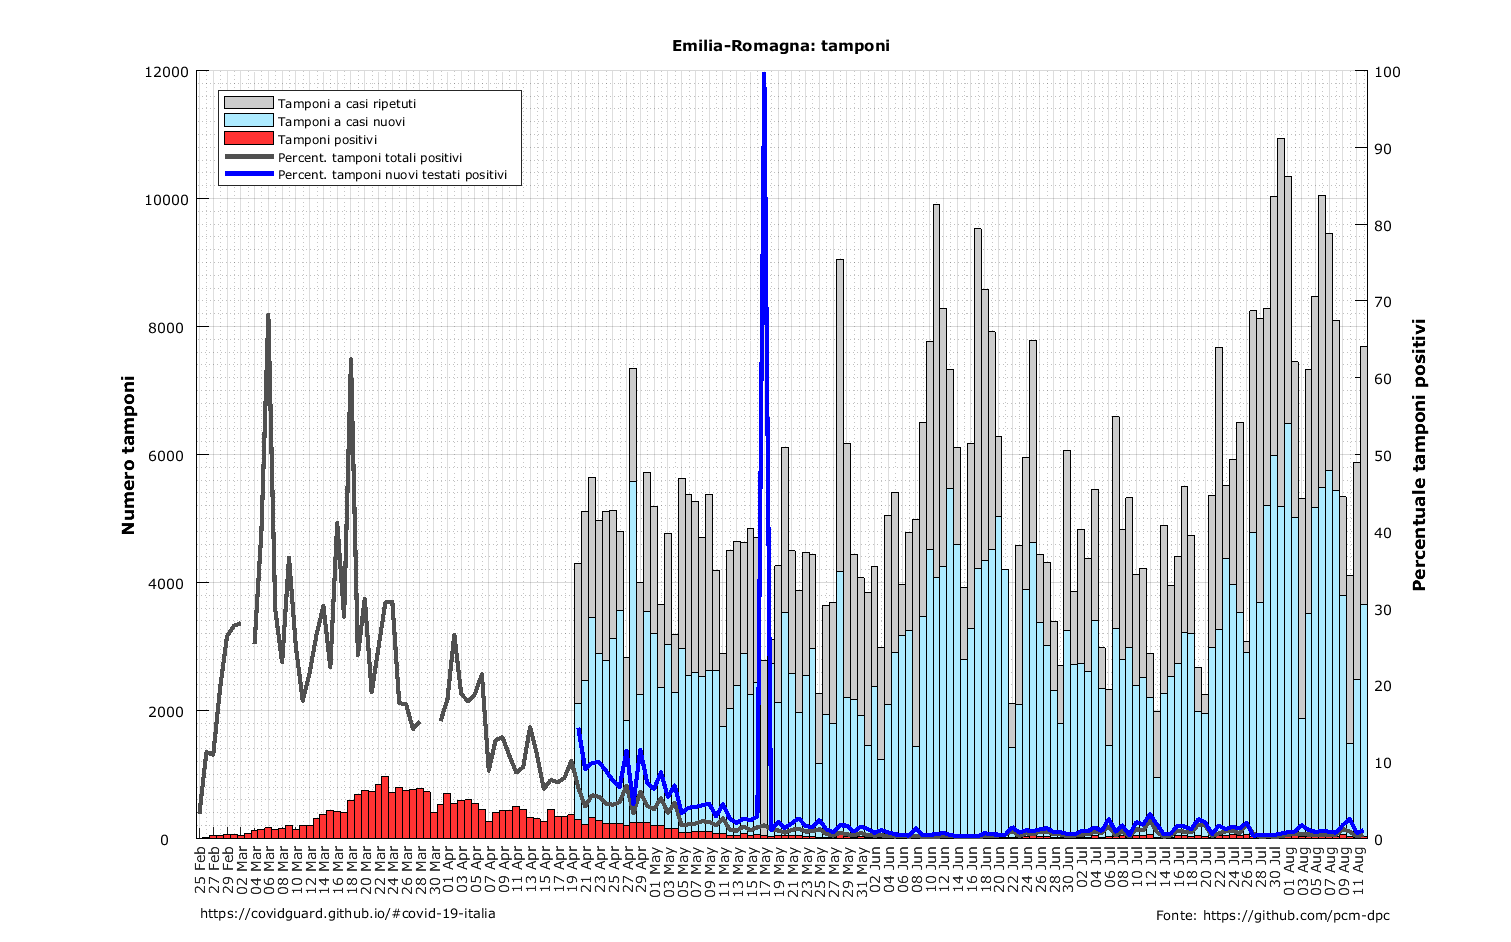 Emilia-Romagna: tamponi
Tamponi a casi ripetuti
Tamponi a casi nuovi
Tamponi positivi
Percent. tamponi totali positivi
Percent. tamponi nuovi testati positivi
12000
10000
8000
6000
4000
2000
0
Numero tamponi
100
90
80
70
60
50
40
30
20
10
0
Percentuale tamponi positivi
25 Feb
27 Feb
29 Feb
02 Mar
04 Mar
06 Mar
08 Mar
10 Mar
12 Mar
14 Mar
16 Mar
18 Mar
20 Mar
22 Mar
24 Mar
26 Mar
28 Mar
30 Mar
01 Apr
03 Apr
05 Apr
07 Apr
09 Apr
11 Apr
13 Apr
15 Apr
17 Apr
19 Apr
21 Apr
23 Apr
25 Apr
27 Apr
29 Apr
01 May
03 May
05 May
07 May
09 May
11 May
13 May
15 May
17 May
19 May
21 May
23 May
25 May
27 May
29 May
31 May
02 Jun
04 Jun
06 Jun
08 Jun
10 Jun
12 Jun
14 Jun
16 Jun
18 Jun
20 Jun
22 Jun
24 Jun
26 Jun
28 Jun
30 Jun
02 Jul
04 Jul
06 Jul
08 Jul
10 Jul
12 Jul
14 Jul
16 Jul
18 Jul
20 Jul
22 Jul
24 Jul
26 Jul
28 Jul
30 Jul
01 Aug
03 Aug
05 Aug
07 Aug
09 Aug
11 Aug
https://covidguard.github.io/#covid-19-italia
Fonte: https://github.com/pcm-dpc